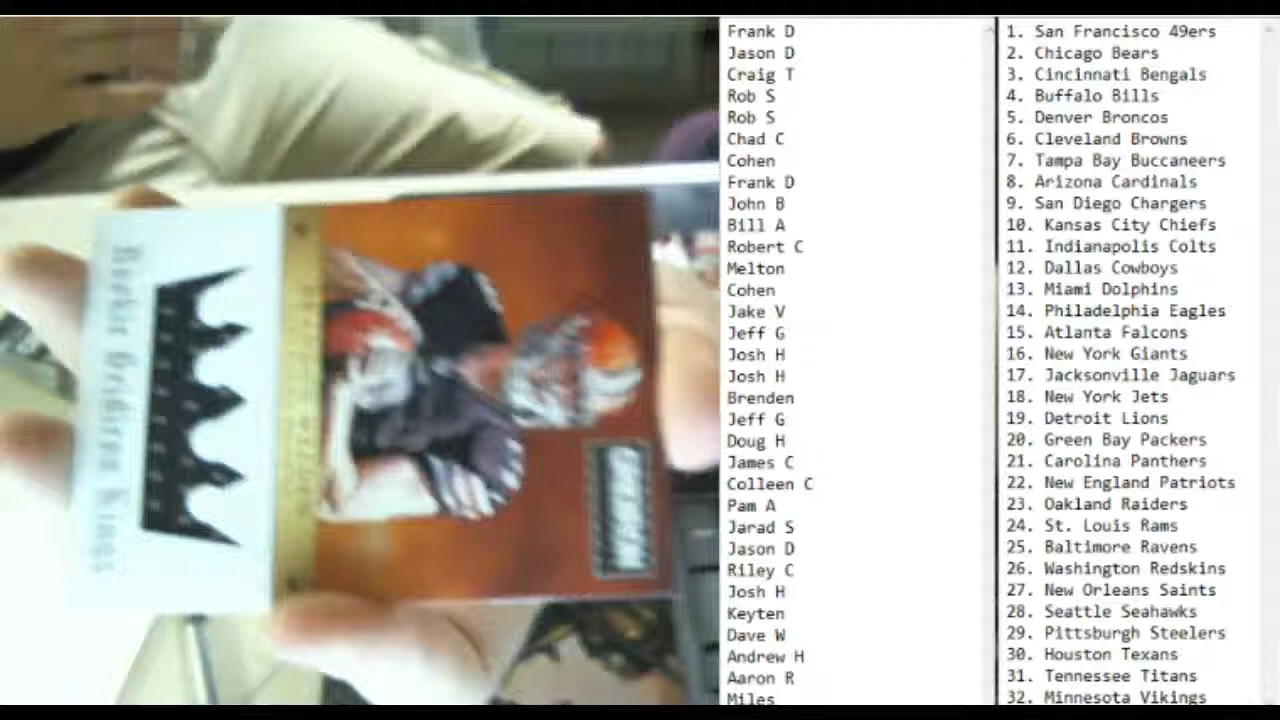 Frank D
Jason D
Craig T
Rob S
Rob S
Chad C
Cohen
Frank D
John B
Bill A
Robert C
Melton
Cohen
Jake V
Jeff G
Josh H
Josh H
Brenden
Jeff G
Doug H
James C
Colleen C
Pam A
Jarad S
Jason D
Riley C
Josh H
Keyten
Dave W
Andrew H
Aaron R
Miles
1. San Francisco 49ers
2. Chicago Bears
3. Cincinnati Bengals
4. Buffalo Bills
5. Denver Broncos
6. Cleveland Browns
7. Tampa Bay Buccaneers
8. Arizona Cardinals
9. San Diego Chargers
10. Kansas City Chiefs
11. Indianapolis Colts
12. Dallas Cowboys
13. Miami Dolphins
14. Philadelphia Eagles
15. Atlanta Falcons
16. New York Giants
17. Jacksonville Jaguars
18. New York Jets
19. Detroit Lions
20. Green Bay Packers
21. Carolina Panthers
22. New England Patriots
23. Oakland Raiders
24. St. Louis Rams
25. Baltimore Ravens
26. Washington Redskins
27. New Orleans Saints
28. Seattle Seahawks
29. Pittsburgh Steelers
30. Houston Texans
31. Tennessee Titans
32. Minnesota Vikings
Rookie Gridiron Kings